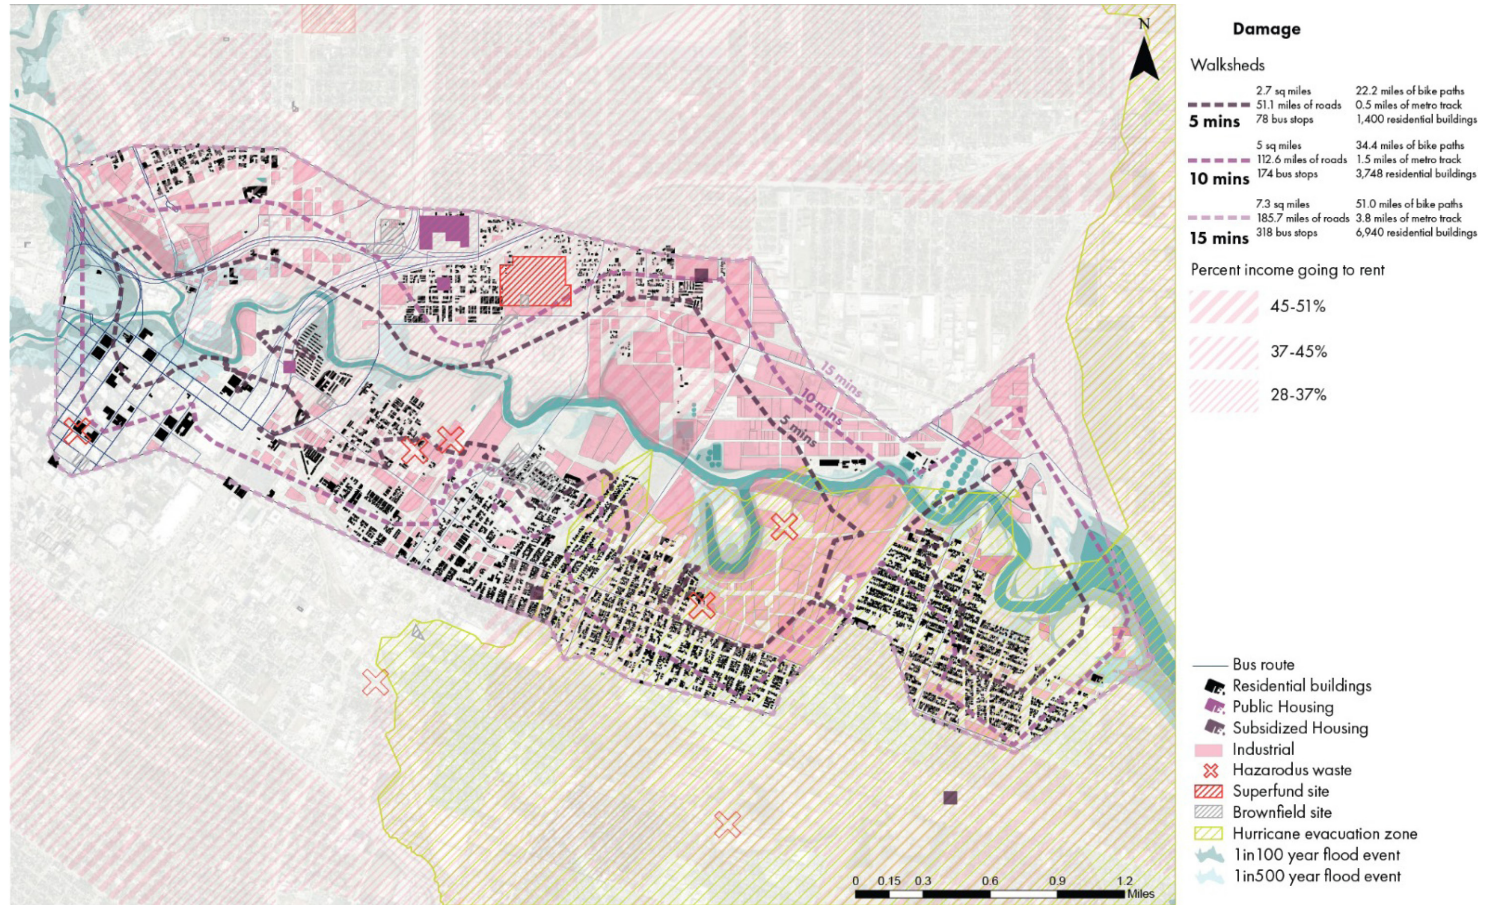 N
Damage
Walksheds
2.7 sq miles 22.2 miles of bike paths
51.1 miles of roads 0.5 miles of metro track
5 mins 78 bus stops 1,400 residential buildings
5 sq miles 34.4 miles of bike paths
112.6 miles of roads 1.5 miles of metro track
10 mins 174 bus stops 3,748 residential buildings
7.3 sq miles 51.0 miles of bike paths
185.7 miles of roads 3.8 miles of metro track
15 mins 318 bus stops 6,940 residential buildings
Percent income going to rent
45-51%
37-45%
28-37%
15 mins
10 mins
5 mins
Bus route
Residential buildings
Public Housing
Subsidized Housing
Industrial
Hazarodus waste
Superfund site
Brownfield site
Hurricane evacuation zone
1in100 year flood event
1in500 year flood event
0 0.15 0.3 0.6 0.9 1.2
Miles